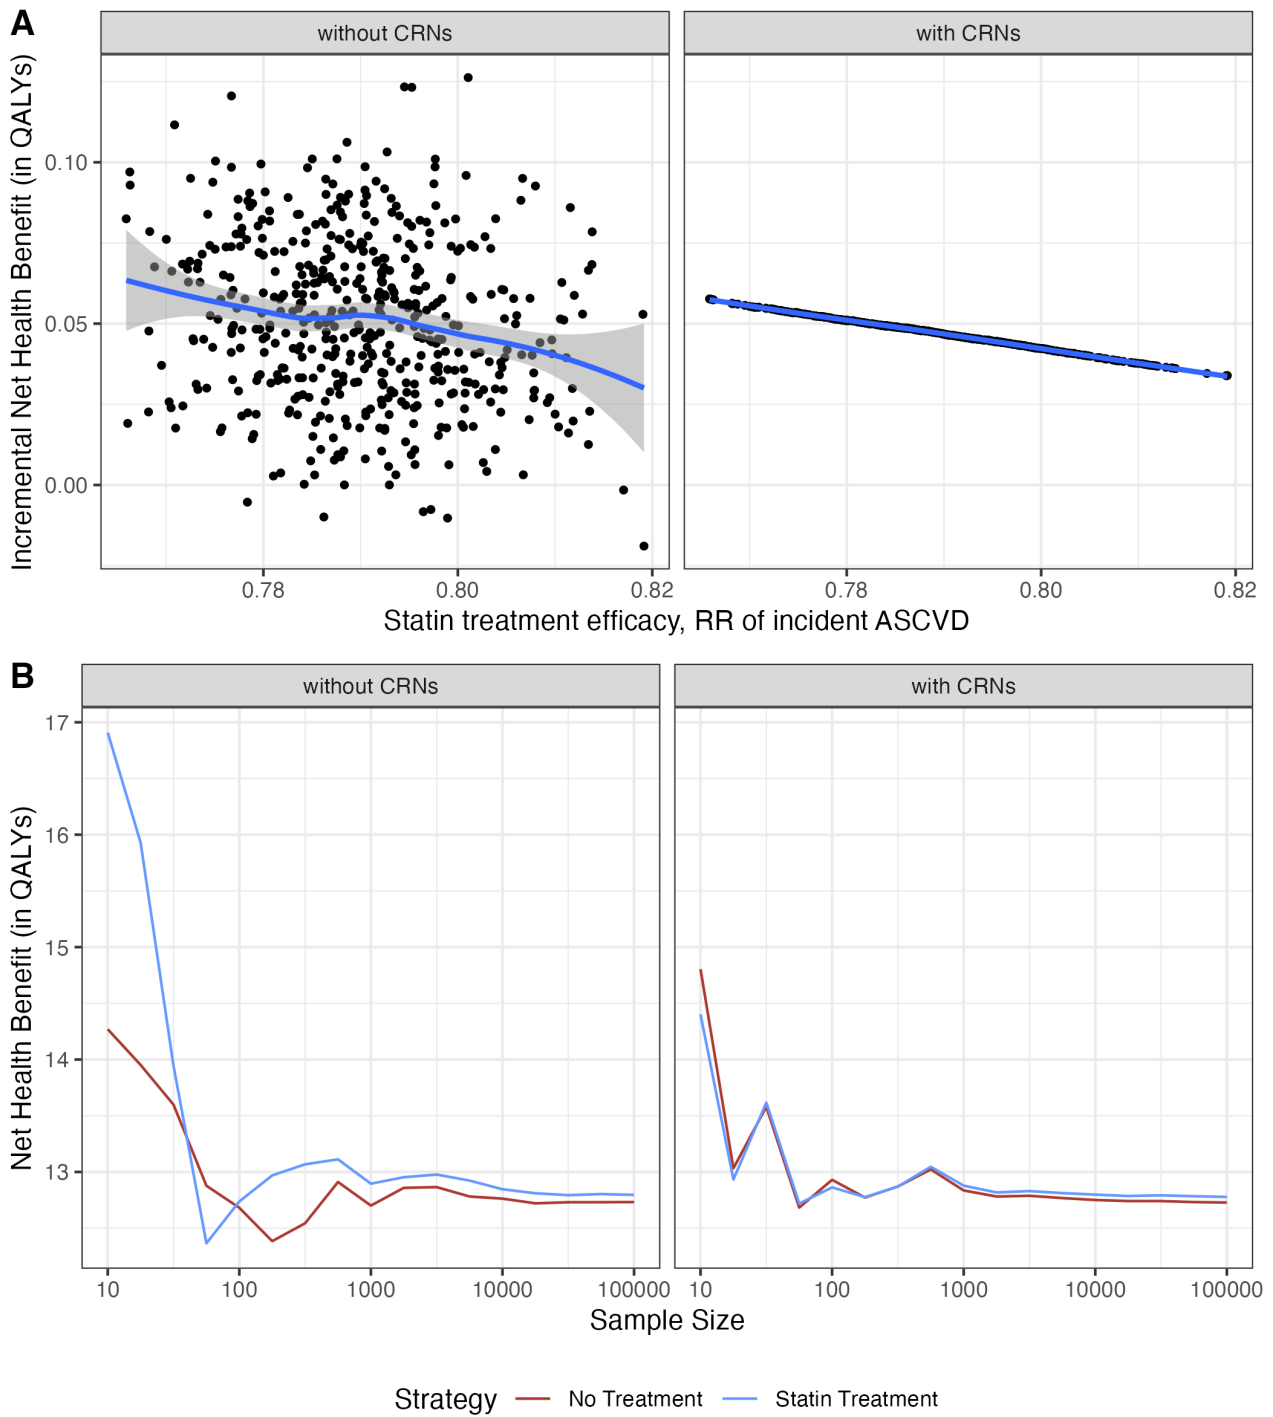 A
without CRNs
with CRNs
Incremental Net Health Benefit (in QALYs)
0.10
0.05
0.00
0.78
0.80
0.82
0.78
0.80
0.82
Statin treatment efficacy, RR of incident ASCVD
B
without CRNs
with CRNs
Net Health Benefit (in QALYs)
17
16
15
14
13
10
100
1000
10000
100000
10
100
1000
10000
100000
Sample Size
Strategy
No Treatment
Statin Treatment